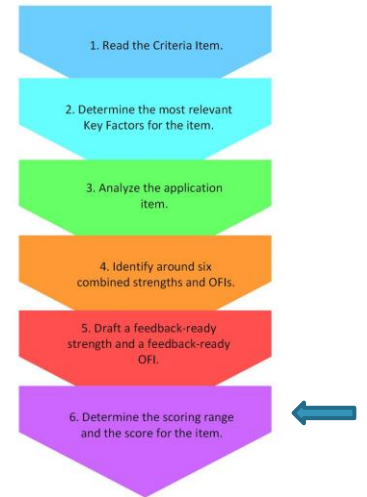 1. Read the Criteria Item.
2. Determine the most relevant
Key Factors for the item.
3. Analyze the application
item.
4. Identify around six
combined strengths and OFIs.
5. Draft a feedback-ready
strength and a feedback-ready
OFI.
6. Determine the scoring range
and the score for the item.